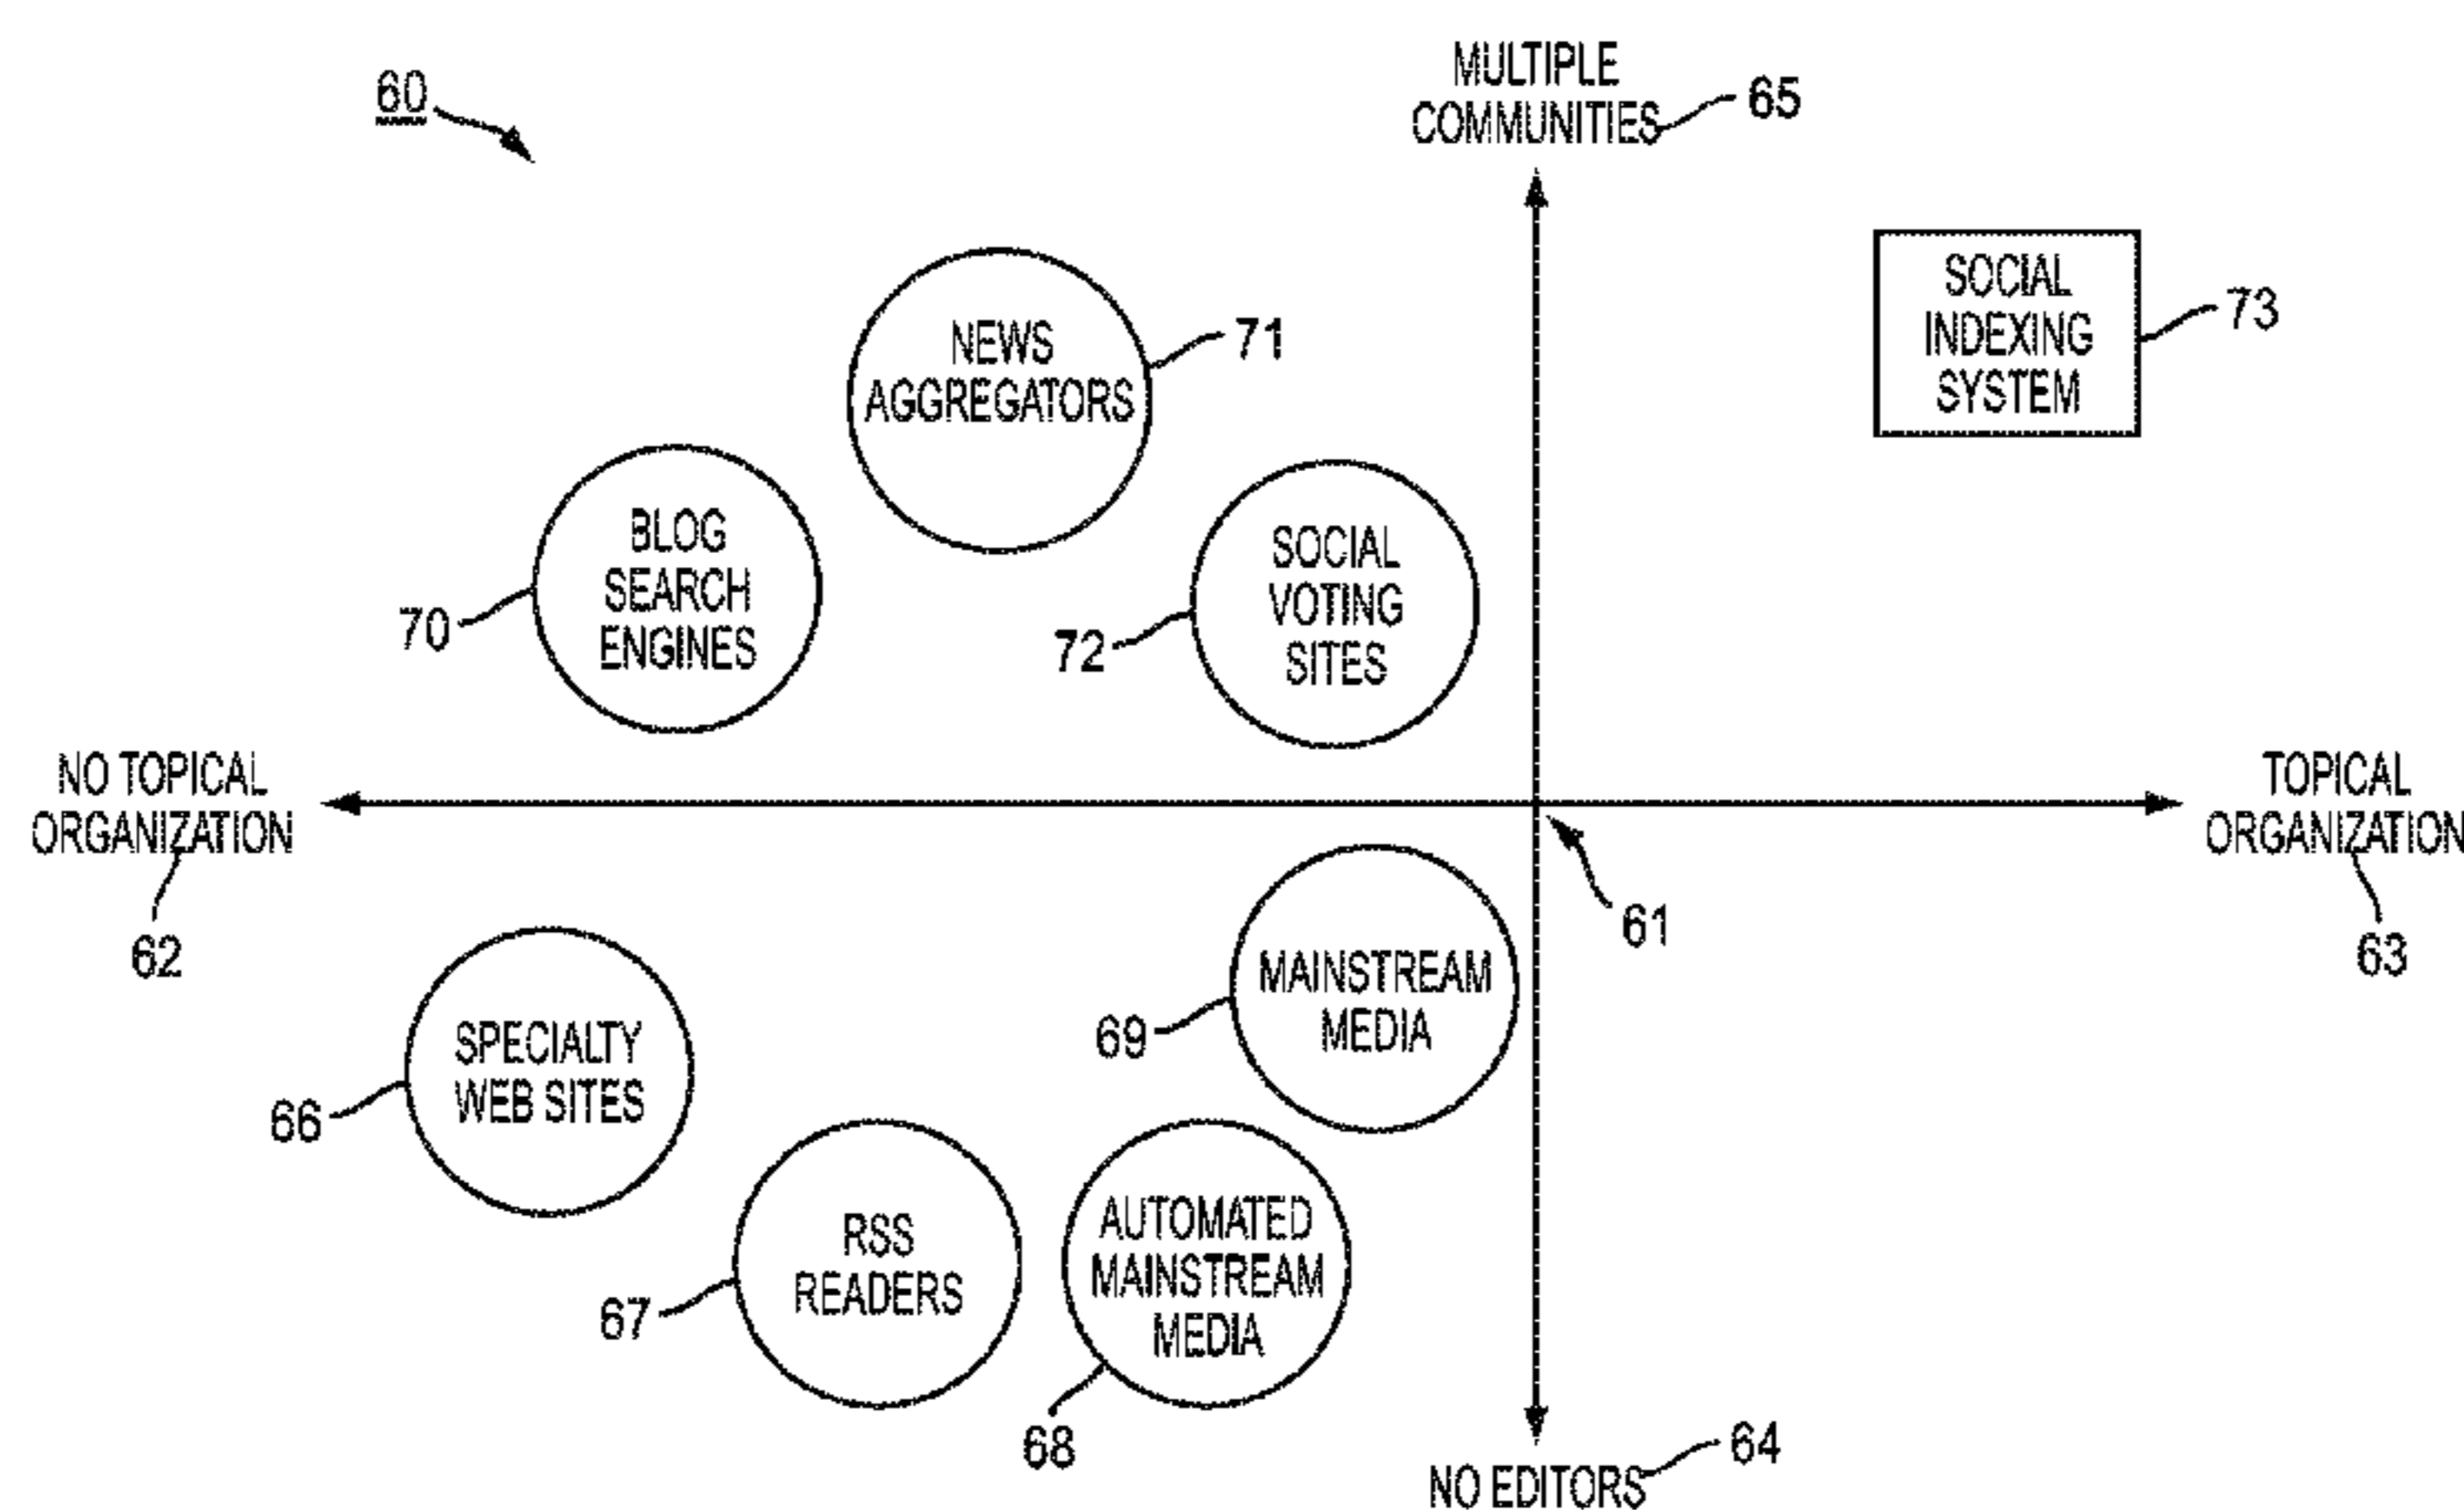 60
MULTIPLE
COMMUNITIES
65
SOCIAL
INDEXING
SYSTEM
73
NEWS
AGGREGATORS
71
BLOG
SEARCH
ENGINES
70
SOCIAL
VOTING
SITES
72
NO TOPICAL
ORGANIZATION
62
TOPICAL
ORGANIZATION
63
61
MAINSTREAM
MEDIA
69
SPECIALTY
WEB SITES
66
RSS
READERS
67
AUTOMATED
MAINSTREAM
MEDIA
68
NO EDITORS
64